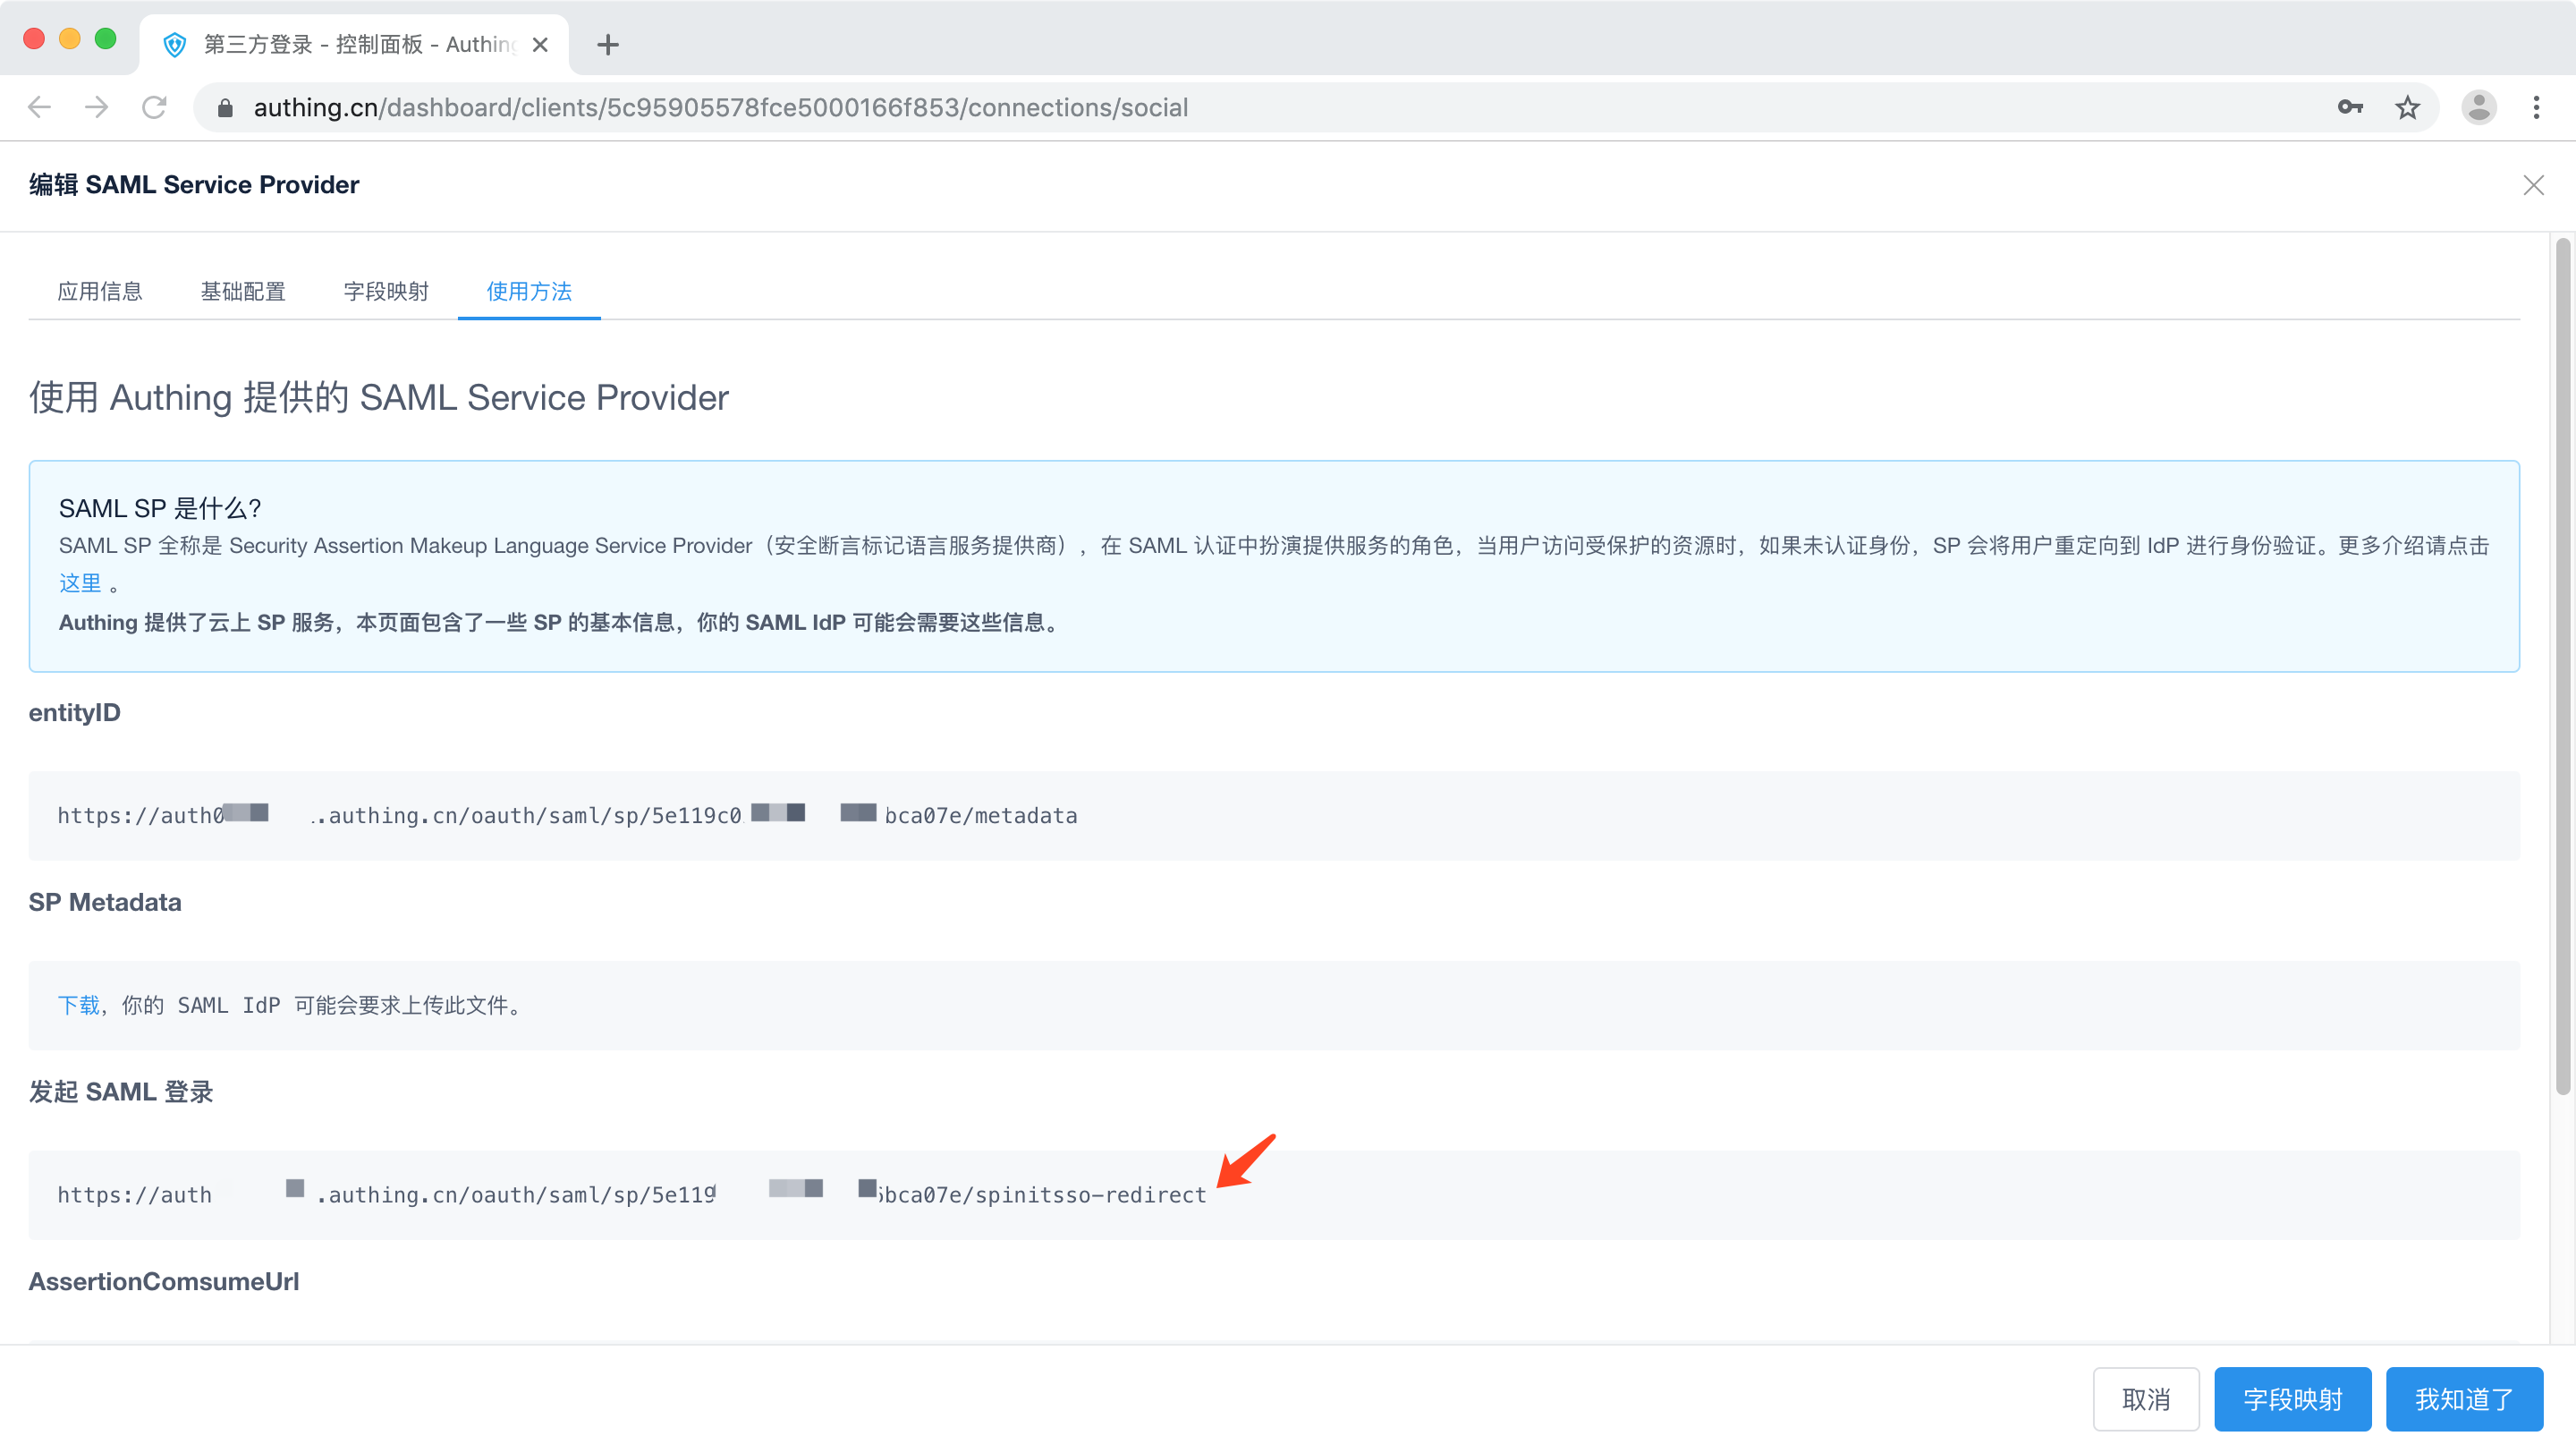 第三方登录 - 控制面板 - Authing
authing.cn/dashboard/clients/5c95905578fce5000166f853/connections/social
编辑 SAML Service Provider
应用信息 基础配置 字段映射 使用方法
使用 Authing 提供的 SAML Service Provider
SAML SP 是什么?
SAML SP 全称是 Security Assertion Makeup Language Service Provider（安全断言标记语言服务提供商），在 SAML 认证中扮演提供服务的角色，当用户访问受保护的资源时，如果未认证身份，SP 会将用户重定向到 IdP 进行身份验证。更多介绍请点击
这里 。
Authing 提供了云上 SP 服务，本页面包含了一些 SP 的基本信息，你的 SAML IdP 可能会需要这些信息。
entityID
https://auth0 .authing.cn/oauth/saml/sp/5e119c0 bca07e/metadata
SP Metadata
下载，你的 SAML IdP 可能会要求上传此文件。
发起 SAML 登录
https://auth .authing.cn/oauth/saml/sp/5e119 bca07e/spinitsso-redirect
AssertionComsumeUrl
取消 字段映射 我知道了